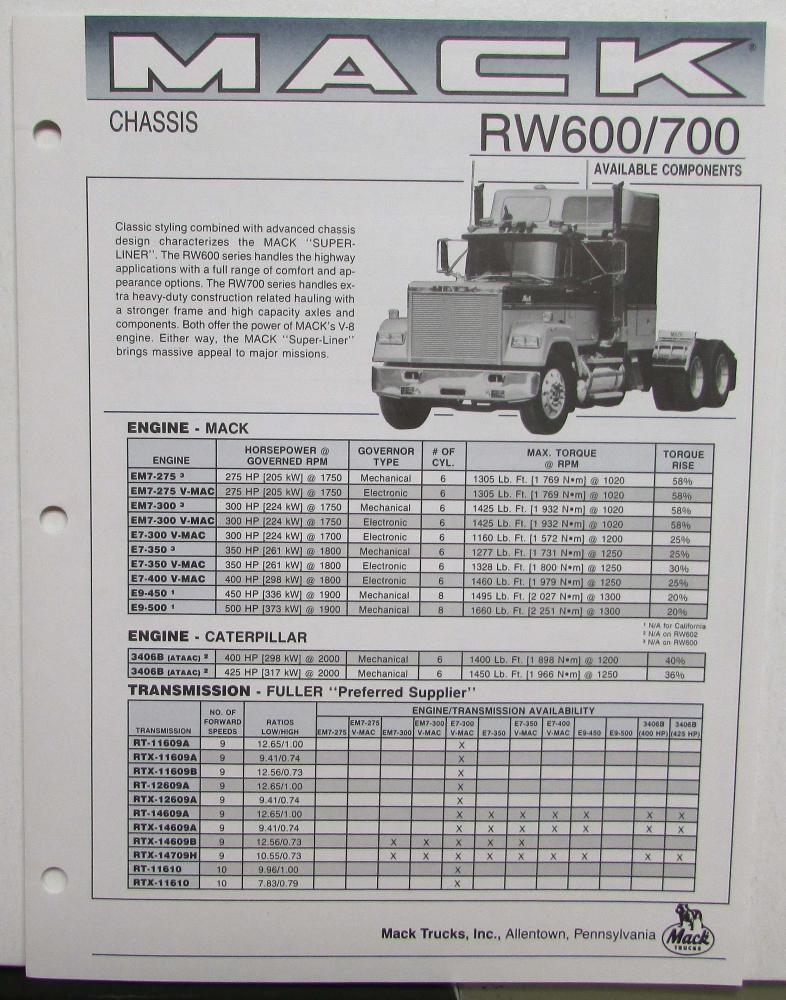 MACK®
CHASSIS
RW600/700
AVAILABLE COMPONENTS
Classic styling combined with advanced chassis
design characterizes the MACK "SUPER-
LINER". The RW600 series handles the highway
applications with a full range of comfort and ap-
pearance options. The RW700 series handles ex-
tra heavy-duty construction related hauling with
a stronger frame and high capacity axles and
components. Both offer the power of MACK's V-8
engine. Either way, the MACK "Super-Liner"
brings massive appeal to major missions.
MACK
ENGINE - MACK
ENGINE HORSEPOWER @ GOVERNED RPM GOVERNOR TYPE # OF CYL. MAX. TORQUE @ RPM TORQUE RISE
EM7-275 ³ 275 HP [205 kW] @ 1750 Mechanical 6 1305 Lb. Ft. [1 769 N•m] @ 1020 58%
EM7-275 V-MAC 275 HP [205 kW] @ 1750 Electronic 6 1305 Lb. Ft. [1 769 N•m] @ 1020 58%
EM7-300 ³ 300 HP [224 kW] @ 1750 Mechanical 6 1425 Lb. Ft. [1 932 N•m] @ 1020 58%
EM7-300 V-MAC 300 HP [224 kW] @ 1750 Electronic 6 1425 Lb. Ft. [1 932 N•m] @ 1020 58%
E7-300 V-MAC 300 HP [224 kW] @ 1700 Electronic 6 1160 Lb. Ft. [1 572 N•m] @ 1200 25%
E7-350 ³ 350 HP [261 kW] @ 1800 Mechanical 6 1277 Lb. Ft. [1 731 N•m] @ 1250 25%
E7-350 V-MAC 350 HP [261 kW] @ 1800 Electronic 6 1328 Lb. Ft. [1 800 N•m] @ 1250 30%
E7-400 V-MAC 400 HP [298 kW] @ 1800 Electronic 6 1460 Lb. Ft. [1 979 N•m] @ 1250 25%
E9-450 ¹ 450 HP [336 kW] @ 1900 Mechanical 8 1495 Lb. Ft. [2 027 N•m] @ 1300 20%
E9-500 ¹ 500 HP [373 kW] @ 1900 Mechanical 8 1660 Lb. Ft. [2 251 N•m] @ 1300 20%
¹ N/A for California
² N/A on RW602
³ N/A on RW600
ENGINE - CATERPILLAR
3406B (ATAAC) ² 400 HP [298 kW] @ 2000 Mechanical 6 1400 Lb. Ft. [1 898 N•m] @ 1200 40%
3406B (ATAAC) ² 425 HP [317 kW] @ 2000 Mechanical 6 1450 Lb. Ft. [1 966 N•m] @ 1250 36%
TRANSMISSION - FULLER "Preferred Supplier"
ENGINE/TRANSMISSION AVAILABILITY
TRANSMISSION NO. OF FORWARD SPEEDS RATIOS LOW/HIGH EM7-275 EM7-275 V-MAC EM7-300 EM7-300 V-MAC E7-300 V-MAC E7-350 E7-350 V-MAC E7-400 V-MAC E9-450 E9-500 3406B (400 HP) 3406B (425 HP)
RT-11609A 9 12.65/1.00 X
RTX-11609A 9 9.41/0.74 X
RTX-11609B 9 12.56/0.73 X
RT-12609A 9 12.65/1.00 X
RTX-12609A 9 9.41/0.74 X
RT-14609A 9 12.65/1.00 X X X X X X X
RTX-14609A 9 9.41/0.74 X X X X X X X
RTX-14609B 9 12.56/0.73 X X X X X
RTX-14709H 9 10.55/0.73 X X X X X X X X X
RT-11610 10 9.96/1.00 X
RTX-11610 10 7.83/0.79 X
Mack Trucks, Inc., Allentown, Pennsylvania
Mack
TRUCKS